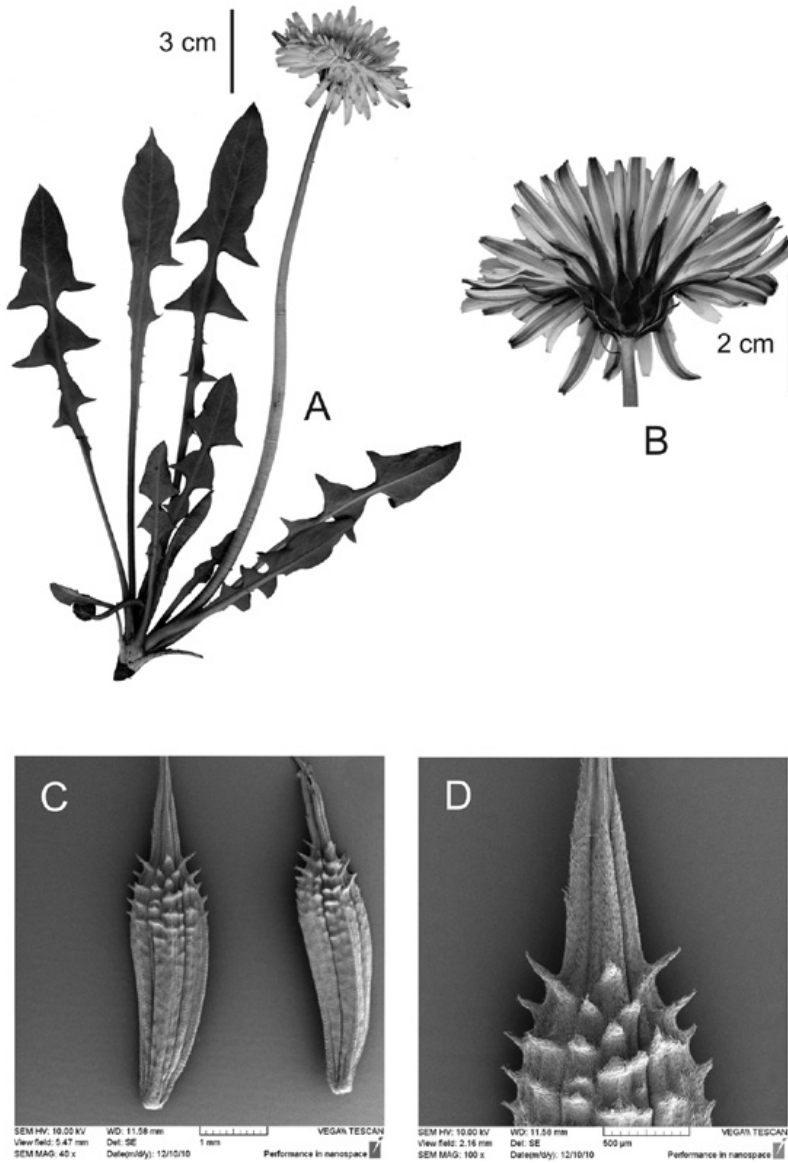 3 cm
A
2 cm
B
C
SEM HV: 10.00 kV WD: 11.58 mm VEGA\\ TESCAN
View field: 5.47 mm Det: SE 1 mm
SEM MAG: 40 x Date(m/d/y): 12/10/10 Performance in nanospace
D
SEM HV: 10.00 kV WD: 11.58 mm VEGA\\ TESCAN
View field: 2.16 mm Det: SE 500 µm
SEM MAG: 100 x Date(m/d/y): 12/10/10 Performance in nanospace